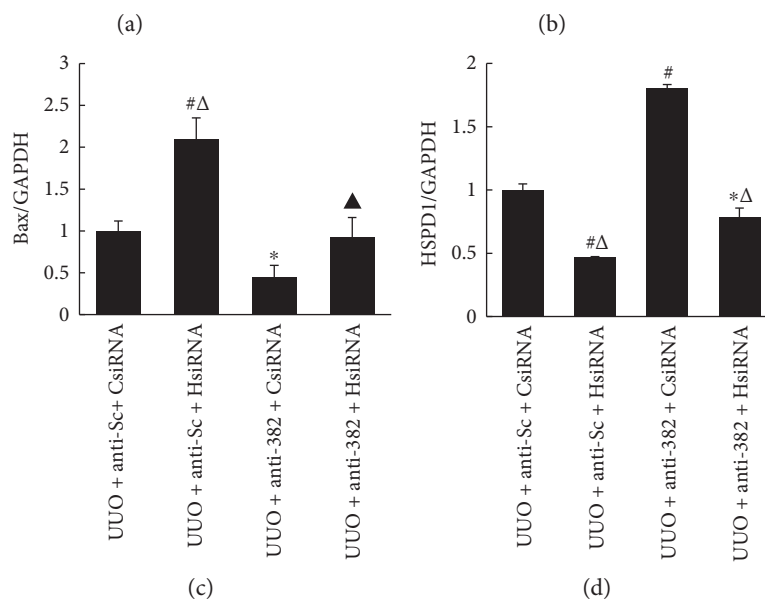 (a)
(b)
Bax/GAPDH
3
2.5
2
1.5
1
0.5
0
#Δ
*
▲
UUO + anti-Sc+ CsiRNA
UUO + anti-Sc + HsiRNA
UUO + anti-382 + CsiRNA
UUO + anti-382 + HsiRNA
(c)
HSPD1/GAPDH
2
1.5
1
0.5
0
#Δ
#
*Δ
UUO + anti-Sc + CsiRNA
UUO + anti-Sc + HsiRNA
UUO + anti-382 + CsiRNA
UUO + anti-382 + HsiRNA
(d)